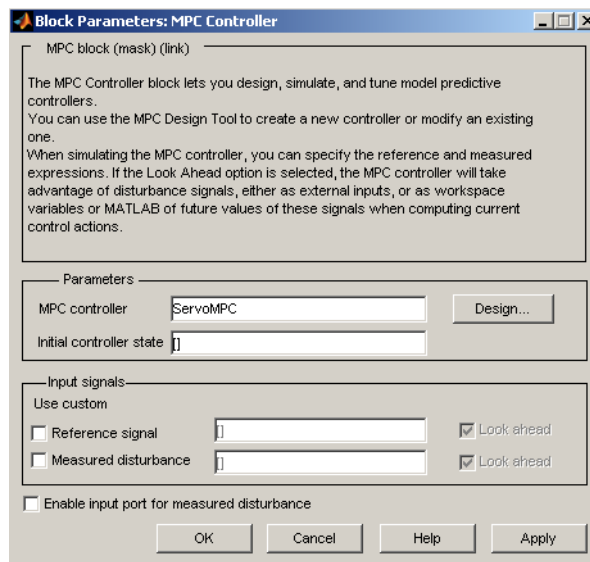 Block Parameters: MPC Controller
MPC block (mask) (link)
The MPC Controller block lets you design, simulate, and tune model predictive
controllers.
You can use the MPC Design Tool to create a new controller or modify an existing
one.
When simulating the MPC controller, you can specify the reference and measured
expressions. If the Look Ahead option is selected, the MPC controller will take
advantage of disturbance signals, either as external inputs, or as workspace
variables or MATLAB of future values of these signals when computing current
control actions.
Parameters
MPC controller ServoMPC Design...
Initial controller state []
Input signals
Use custom
Reference signal [] Look ahead
Measured disturbance [] Look ahead
Enable input port for measured disturbance
OK Cancel Help Apply